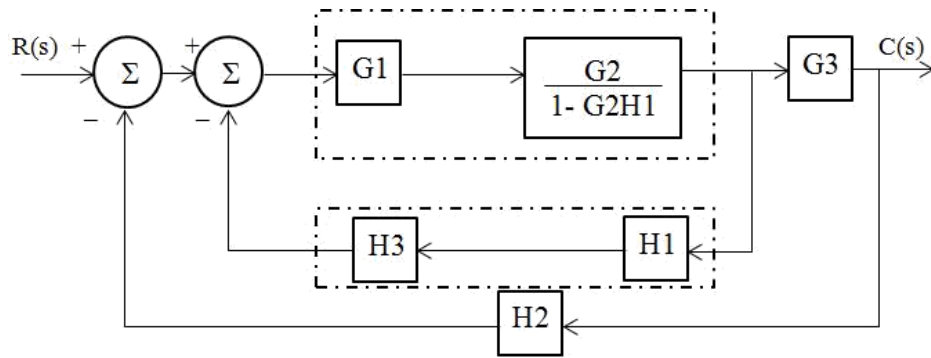 R(s)
+
Σ
−
+
Σ
−
G1
G2
1- G2H1
G3
C(s)
H3
H1
H2